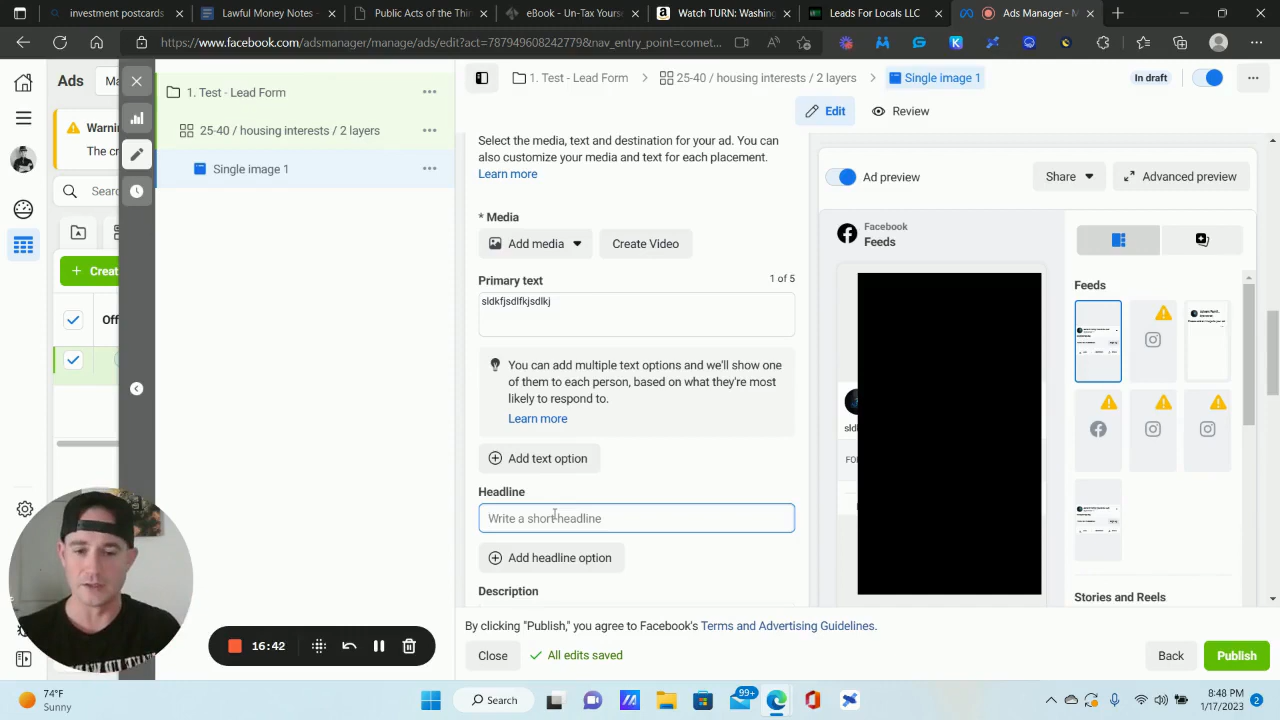 investment postcards
Lawful Money Notes -
Public Acts of the Thi
eBook - Un-Tax Yourse
Watch TURN: Washing
Leads For Locals LLC
Ads Manager - M
https://www.facebook.com/adsmanager/manage/ads/edit?act=787949608242779&nav_entry_point=comet...
Ads
Ma
Warnin
The cr
Searc
Creat
Off
1. Test - Lead Form
25-40 / housing interests / 2 layers
Single image 1
1. Test - Lead Form
25-40 / housing interests / 2 layers
Single image 1
In draft
Edit
Review
Select the media, text and destination for your ad. You can
also customize your media and text for each placement.
Learn more
* Media
Add media
Create Video
Primary text
1 of 5
sldkfjsdlfkjsdlkj
You can add multiple text options and we'll show one
of them to each person, based on what they're most
likely to respond to.
Learn more
Add text option
Headline
Write a short headline
Add headline option
Description
Ad preview
Share
Advanced preview
Facebook
Feeds
sld
FO
Feeds
Stories and Reels
By clicking "Publish," you agree to Facebook's Terms and Advertising Guidelines.
Close
All edits saved
Back
Publish
16:42
74°F
Sunny
Search
99+
8:48 PM
1/17/2023
2